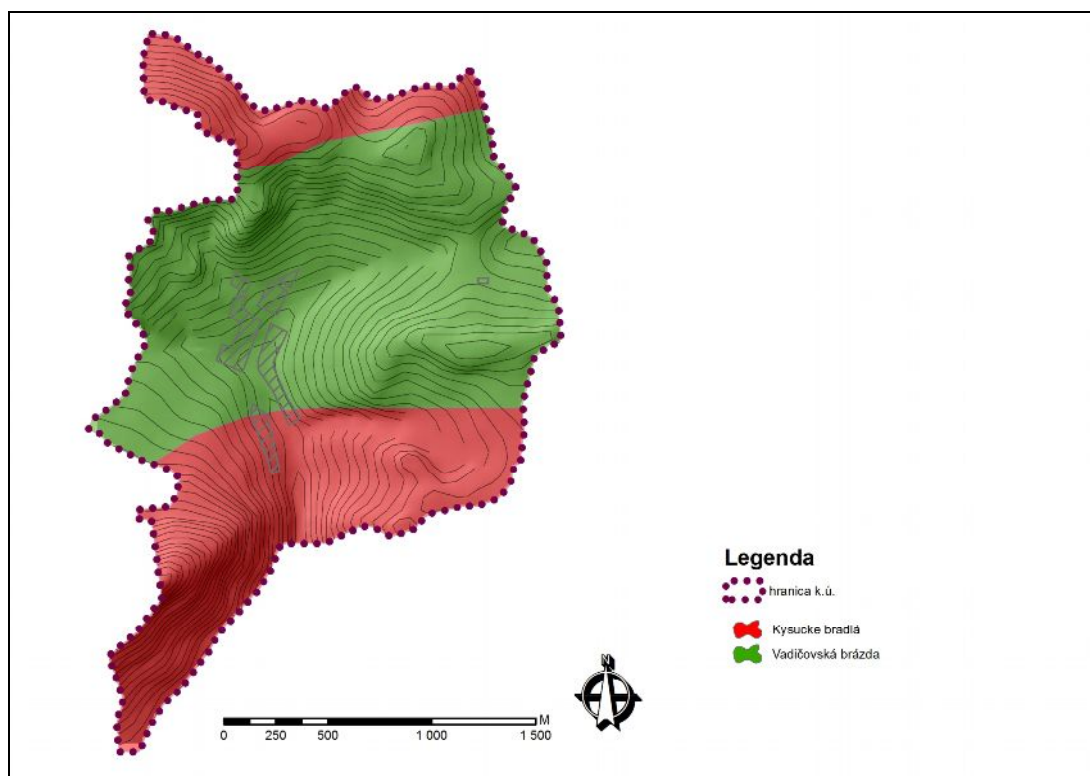 Legenda
hranica k.ú.
Kysucke bradlá
Vadičovská brázda
N
M
0 250 500 1 000 1 500